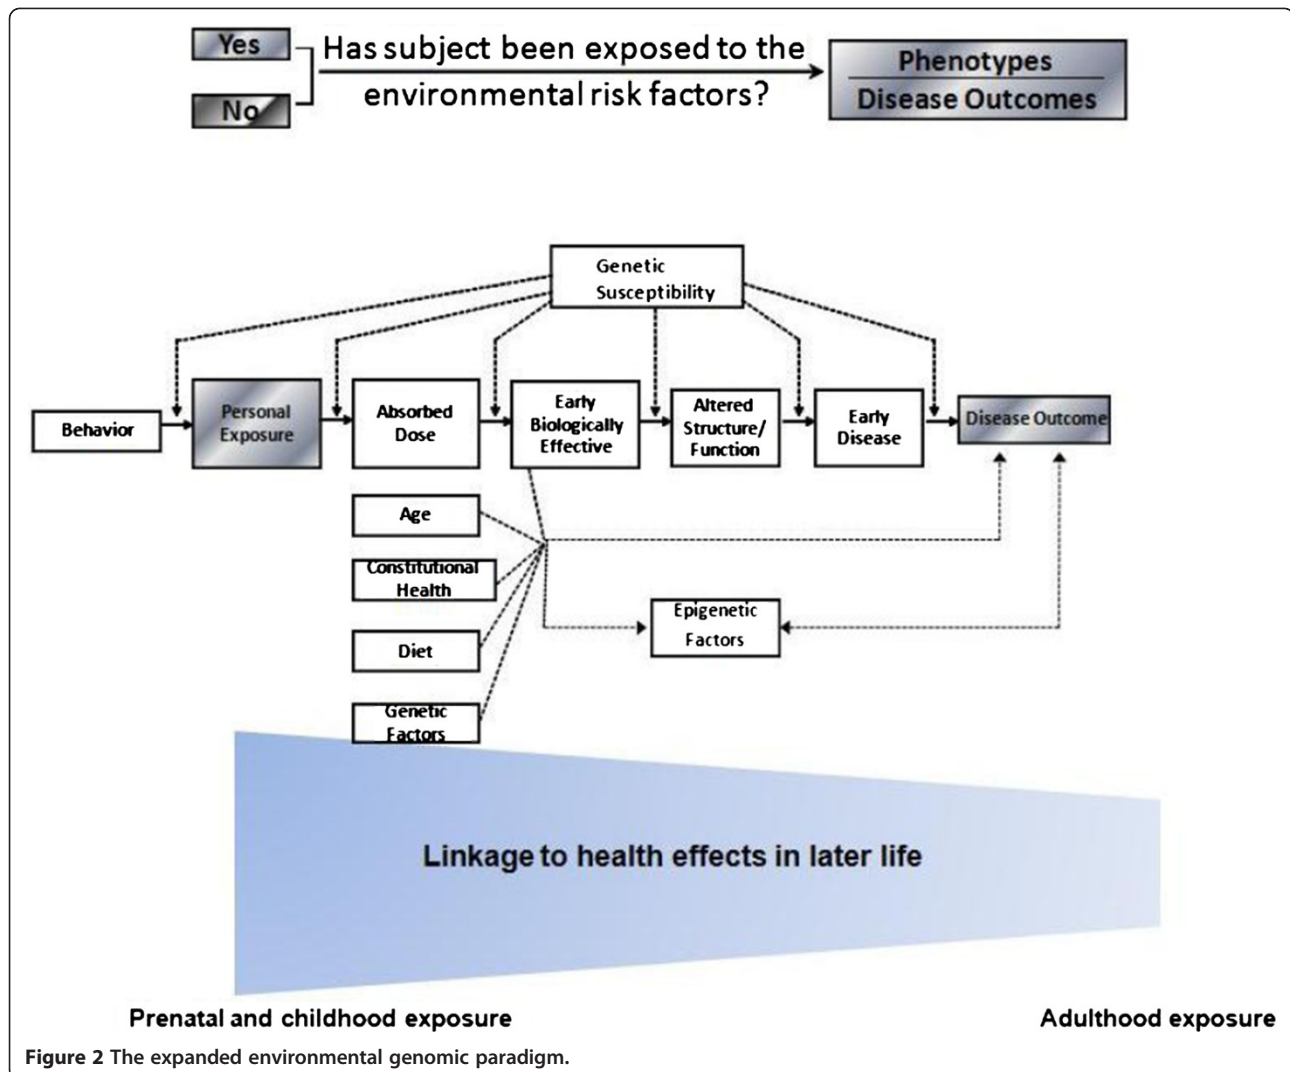 Yes
No
Has subject been exposed to the
environmental risk factors?
Phenotypes
Disease Outcomes
Genetic
Susceptibility
Behavior
Personal
Exposure
Absorbed
Dose
Early
Biologically
Effective
Altered
Structure/
Function
Early
Disease
Disease Outcome
Age
Constitutional
Health
Diet
Genetic
Factors
Epigenetic
Factors
Linkage to health effects in later life
Prenatal and childhood exposure
Adulthood exposure
Figure 2 The expanded environmental genomic paradigm.